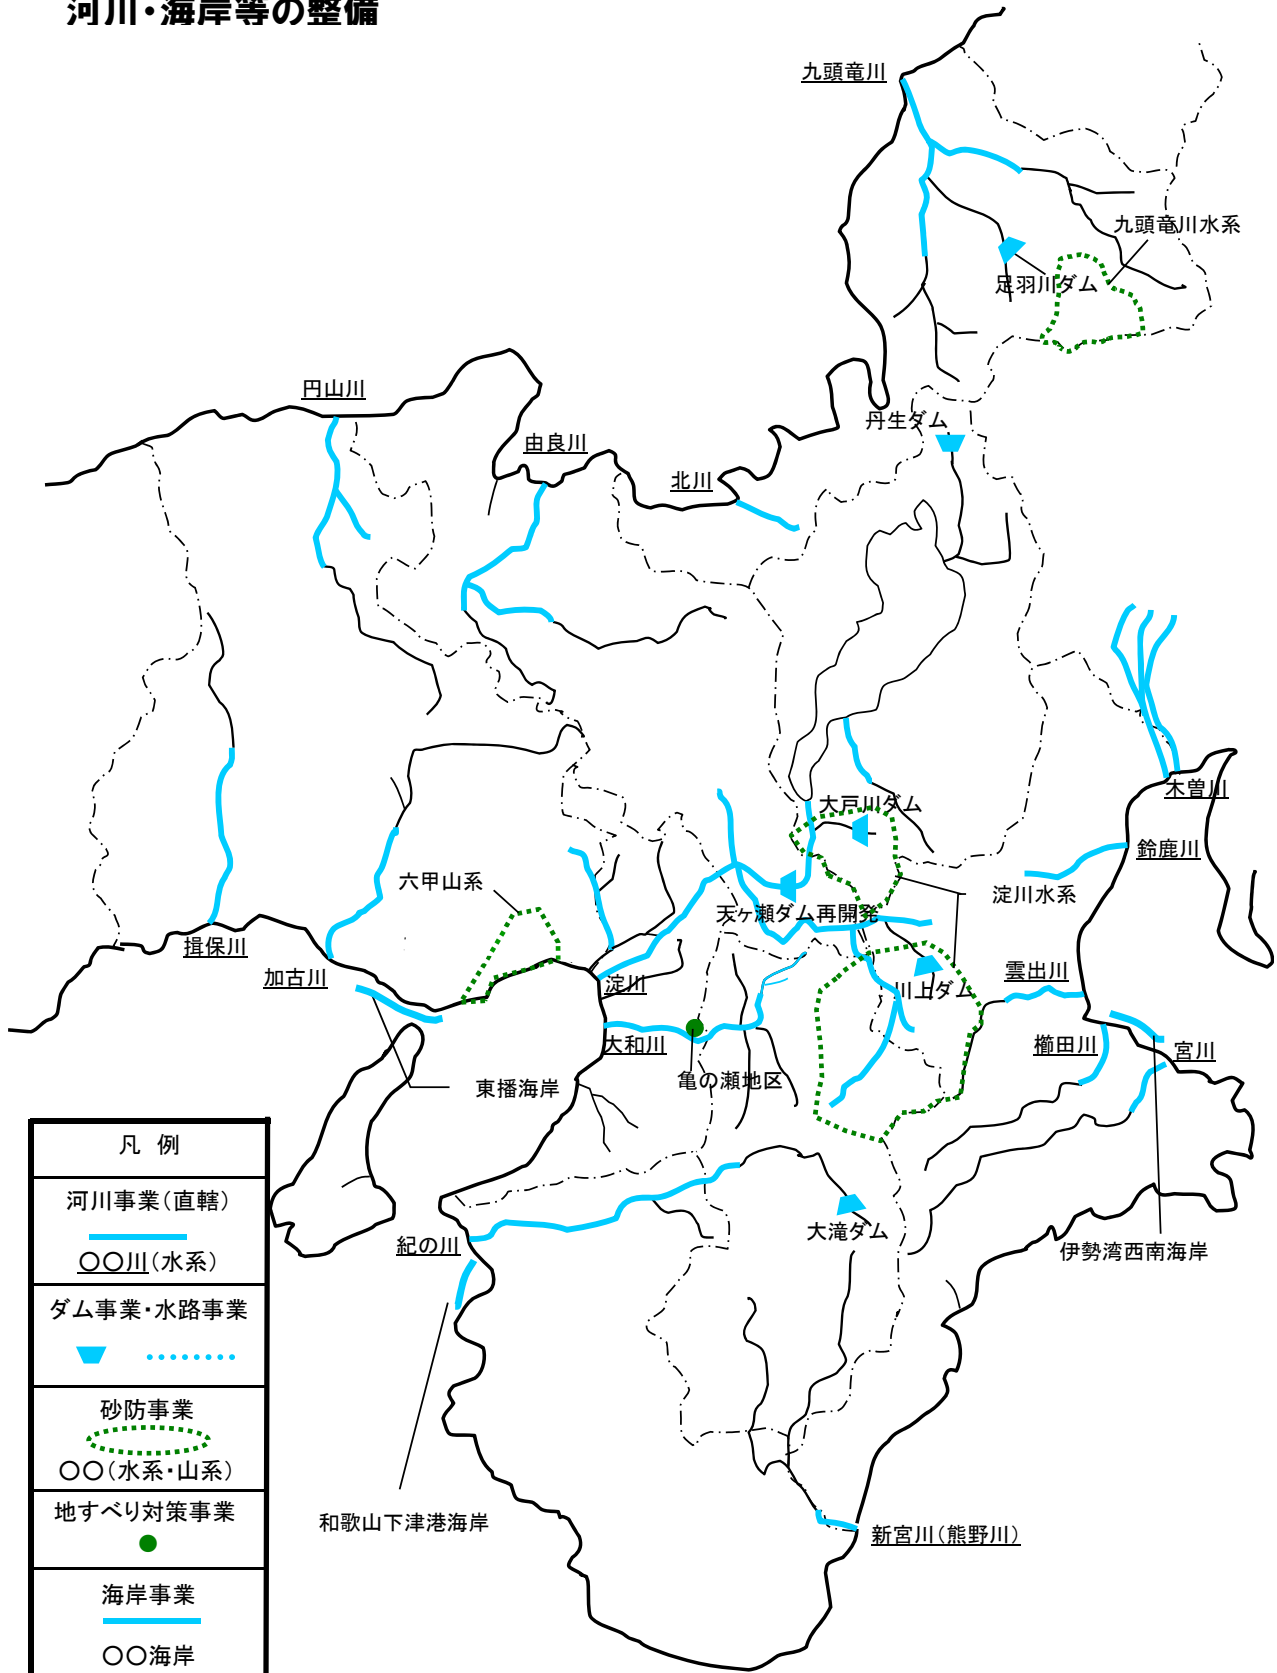 河川・海岸等の整備
九頭竜川
九頭竜川水系
足羽川ダム
円山川
丹生ダム
由良川
北川
木曽川
大戸川ダム
鈴鹿川
六甲山系
淀川水系
天ヶ瀬ダム再開発
揖保川
加古川
淀川
川上ダム
雲出川
大和川
櫛田川
宮川
亀の瀬地区
東播海岸
大滝ダム
紀の川
伊勢湾西南海岸
和歌山下津港海岸
新宮川(熊野川)
凡 例
河川事業(直轄)
○○川(水系)
ダム事業・水路事業
砂防事業
○○(水系・山系)
地すべり対策事業
海岸事業
○○海岸